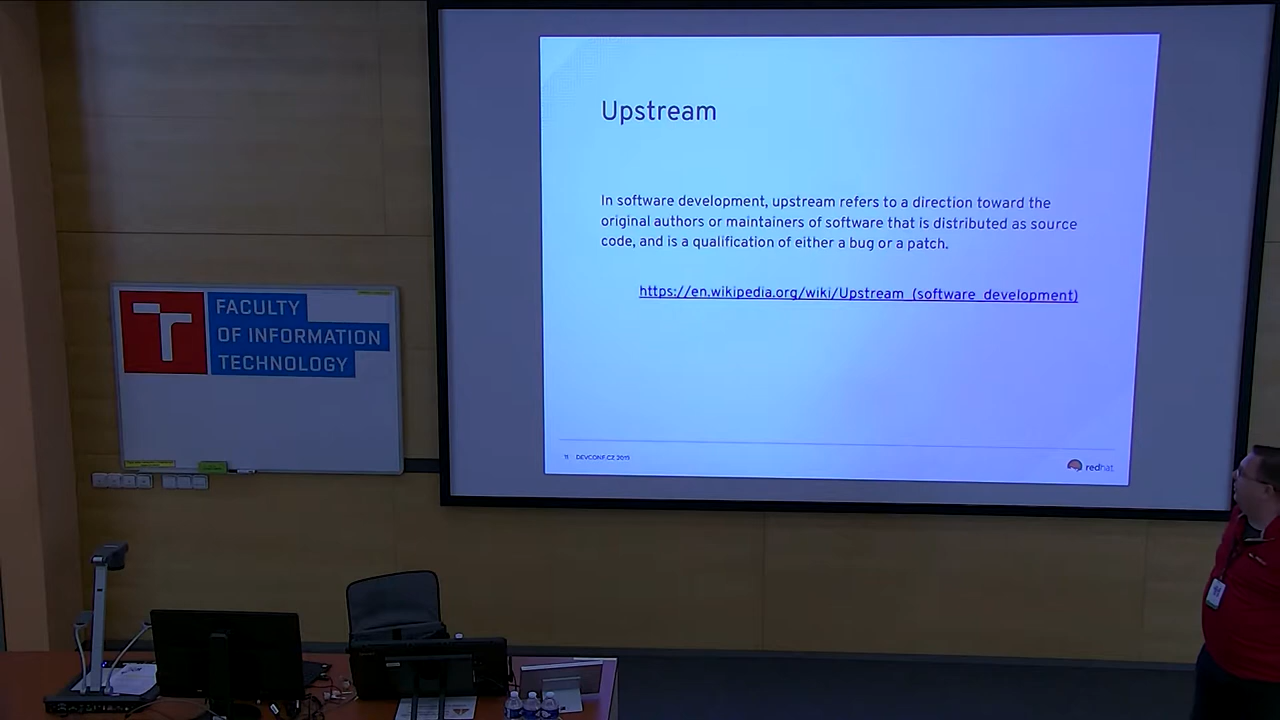 Upstream
In software development, upstream refers to a direction toward the
original authors or maintainers of software that is distributed as source
code, and is a qualification of either a bug or a patch.
https://en.wikipedia.org/wiki/Upstream_(software_development)
11 DEVCONF.CZ 2019
redhat
FACULTY
OF INFORMATION
TECHNOLOGY